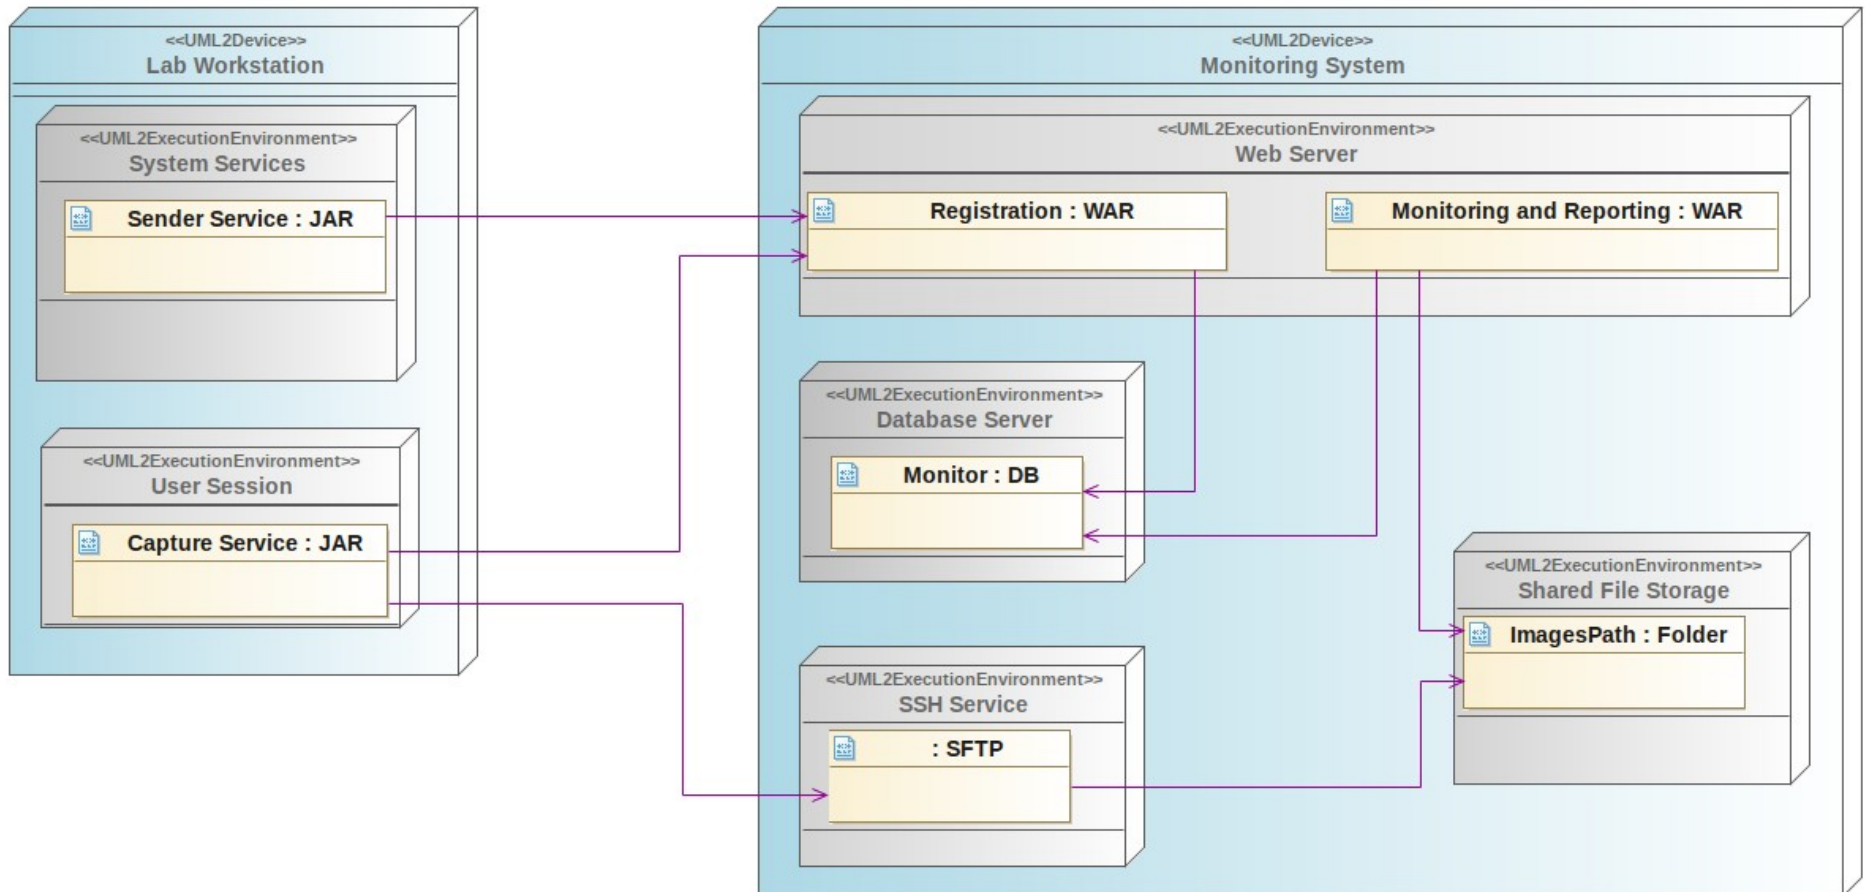 <<UML2Device>>
Lab Workstation
<<UML2ExecutionEnvironment>>
System Services
Sender Service : JAR
<<UML2ExecutionEnvironment>>
User Session
Capture Service : JAR
<<UML2Device>>
Monitoring System
<<UML2ExecutionEnvironment>>
Web Server
Registration : WAR
Monitoring and Reporting : WAR
<<UML2ExecutionEnvironment>>
Database Server
Monitor : DB
<<UML2ExecutionEnvironment>>
Shared File Storage
ImagesPath : Folder
<<UML2ExecutionEnvironment>>
SSH Service
: SFTP